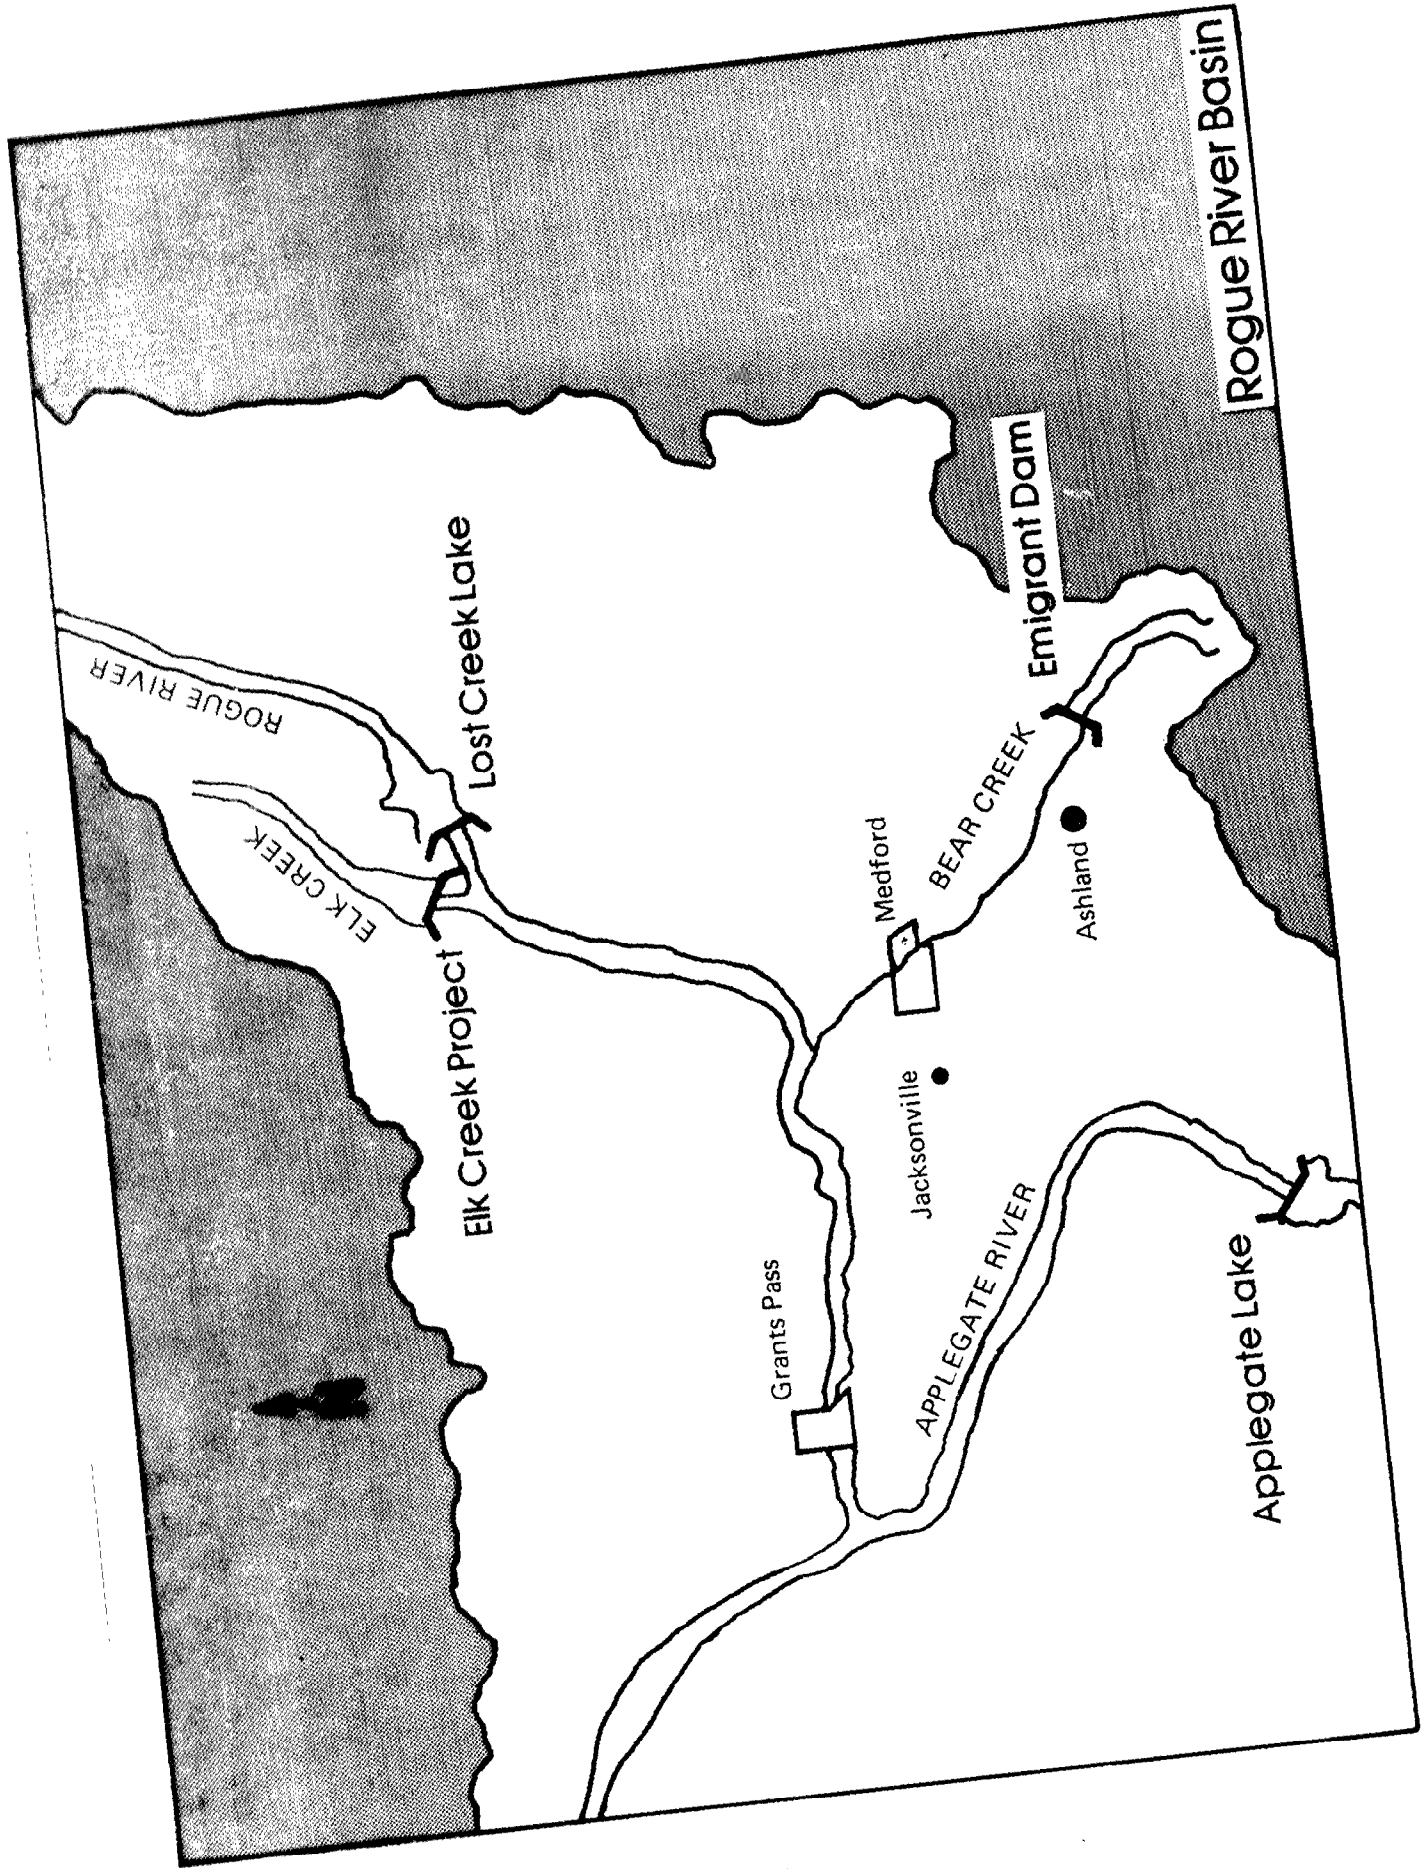 ROGUE RIVER
ELK CREEK
Lost Creek Lake
Elk Creek Project
Grants Pass
Medford
Jacksonville
BEAR CREEK
Emigrant Dam
Ashland
APPLEGATE RIVER
Applegate Lake
Rogue River Basin